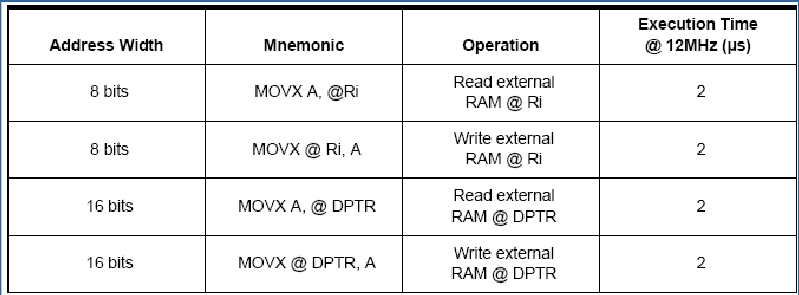 Address Width
Mnemonic
Operation
Execution Time
@ 12MHz (µs)
8 bits
MOVX A, @Ri
Read external
RAM @ Ri
2
8 bits
MOVX @ Ri, A
Write external
RAM @ Ri
2
16 bits
MOVX A, @ DPTR
Read external
RAM @ DPTR
2
16 bits
MOVX @ DPTR, A
Write external
RAM @ DPTR
2